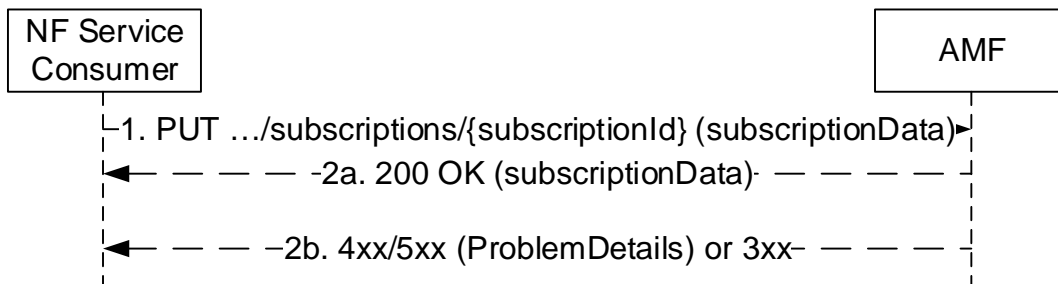 NF Service
Consumer
AMF
1. PUT …/subscriptions/{subscriptionId} (subscriptionData)
2a. 200 OK (subscriptionData)
2b. 4xx/5xx (ProblemDetails) or 3xx